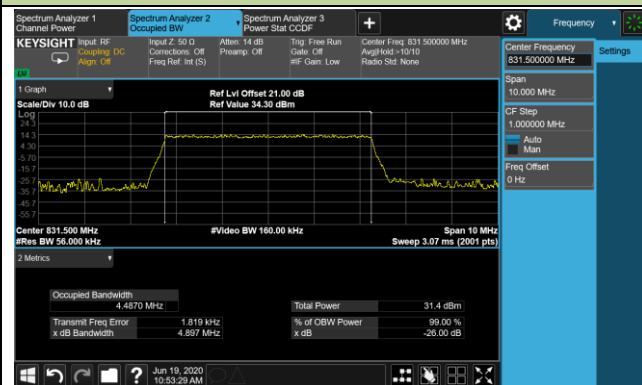 Spectrum Analyzer 1
Channel Power
Spectrum Analyzer 2
Occupied BW
Spectrum Analyzer 3
Power Stat CCDF
Frequency
KEYSIGHT
Input: RF
Coupling: DC
Align: Off
Input Z: 50 Ω
Corrections: Off
Freq Ref: Int (S)
Atten: 14 dB
Preamp: Off
Trig: Free Run
Gate: Off
#IF Gain: Low
Center Freq: 831.500000 MHz
Avg|Hold:>10/10
Radio Std: None
Center Frequency
831.500000 MHz
Settings
Span
10.000 MHz
CF Step
1.000000 MHz
Auto
Man
Freq Offset
0 Hz
1 Graph
Scale/Div 10.0 dB
Ref Lvl Offset 21.00 dB
Ref Value 34.30 dBm
Log
24.3
14.3
4.30
-5.70
-15.7
-25.7
-35.7
-45.7
-55.7
Center 831.500 MHz
#Res BW 56.000 kHz
#Video BW 160.00 kHz
Span 10 MHz
Sweep 3.07 ms (2001 pts)
2 Metrics
Occupied Bandwidth
4.4870 MHz
Total Power 31.4 dBm
Transmit Freq Error 1.819 kHz
% of OBW Power 99.00 %
x dB Bandwidth 4.897 MHz
x dB -26.00 dB
?
Jun 19, 2020
10:53:29 AM